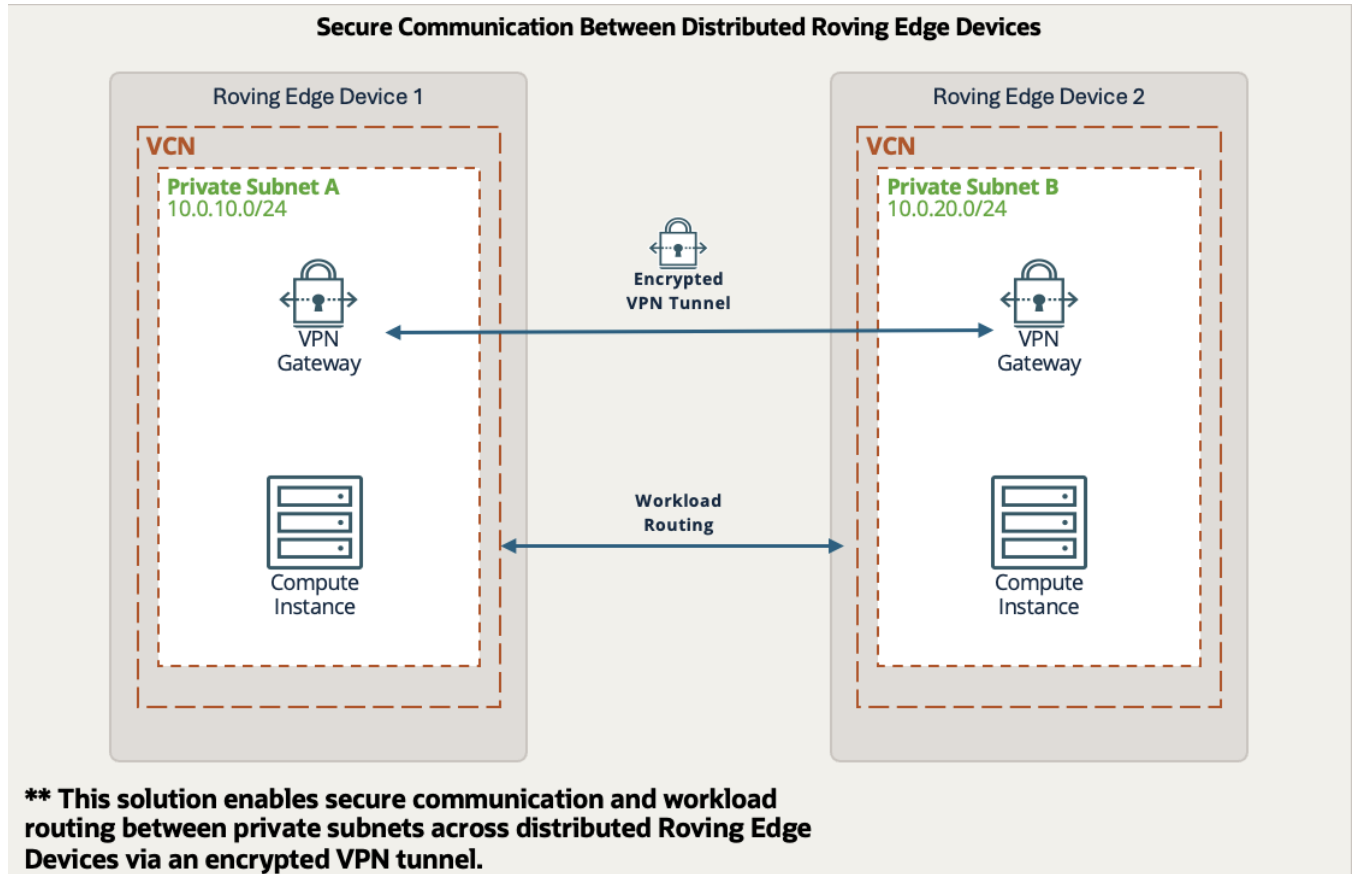 Secure Communication Between Distributed Roving Edge Devices
Roving Edge Device 1
VCN
Private Subnet A
10.0.10.0/24
VPN
Gateway
Compute
Instance
Encrypted
VPN Tunnel
Workload
Routing
Roving Edge Device 2
VCN
Private Subnet B
10.0.20.0/24
VPN
Gateway
Compute
Instance
** This solution enables secure communication and workload
routing between private subnets across distributed Roving Edge
Devices via an encrypted VPN tunnel.